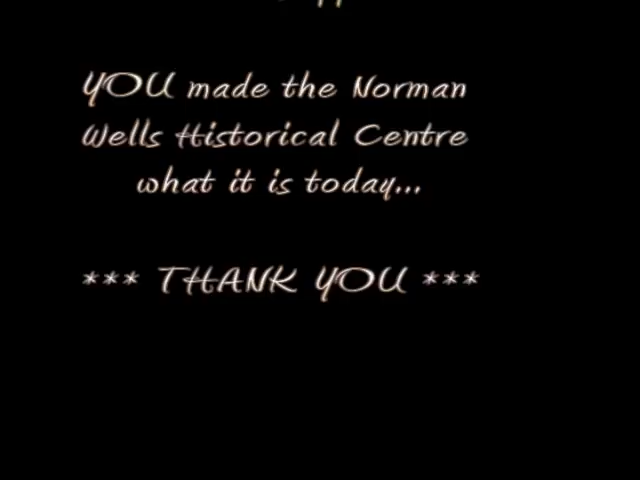 YOU made the Norman
Wells Historical Centre
what it is today...
*** THANK YOU ***